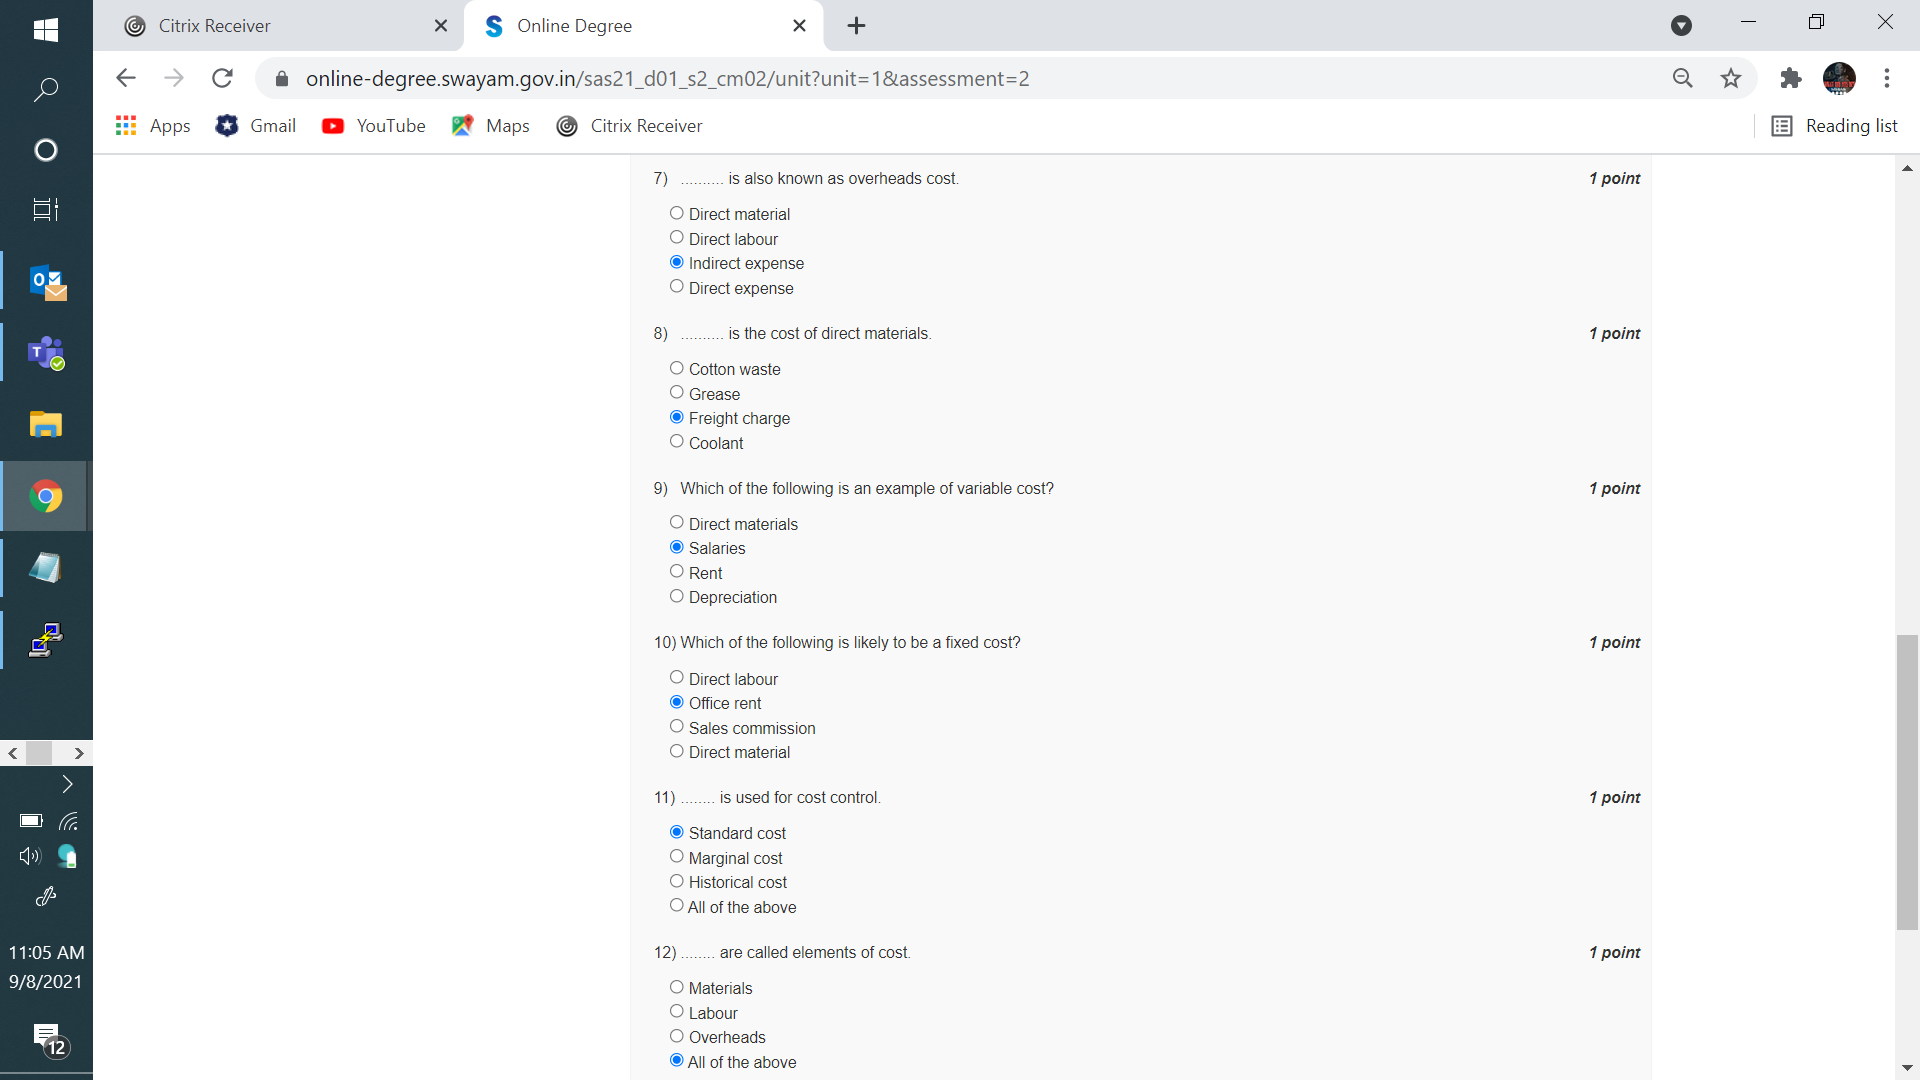 Citrix Receiver
Online Degree
online-degree.swayam.gov.in/sas21_d01_s2_cm02/unit?unit=1&assessment=2
Apps Gmail YouTube Maps Citrix Receiver Reading list
7) .......... is also known as overheads cost. 1 point
Direct material
Direct labour
Indirect expense
Direct expense
8) .......... is the cost of direct materials. 1 point
Cotton waste
Grease
Freight charge
Coolant
9) Which of the following is an example of variable cost? 1 point
Direct materials
Salaries
Rent
Depreciation
10) Which of the following is likely to be a fixed cost? 1 point
Direct labour
Office rent
Sales commission
Direct material
11) ........ is used for cost control. 1 point
Standard cost
Marginal cost
Historical cost
All of the above
12) ........ are called elements of cost. 1 point
Materials
Labour
Overheads
All of the above
11:05 AM
9/8/2021
12